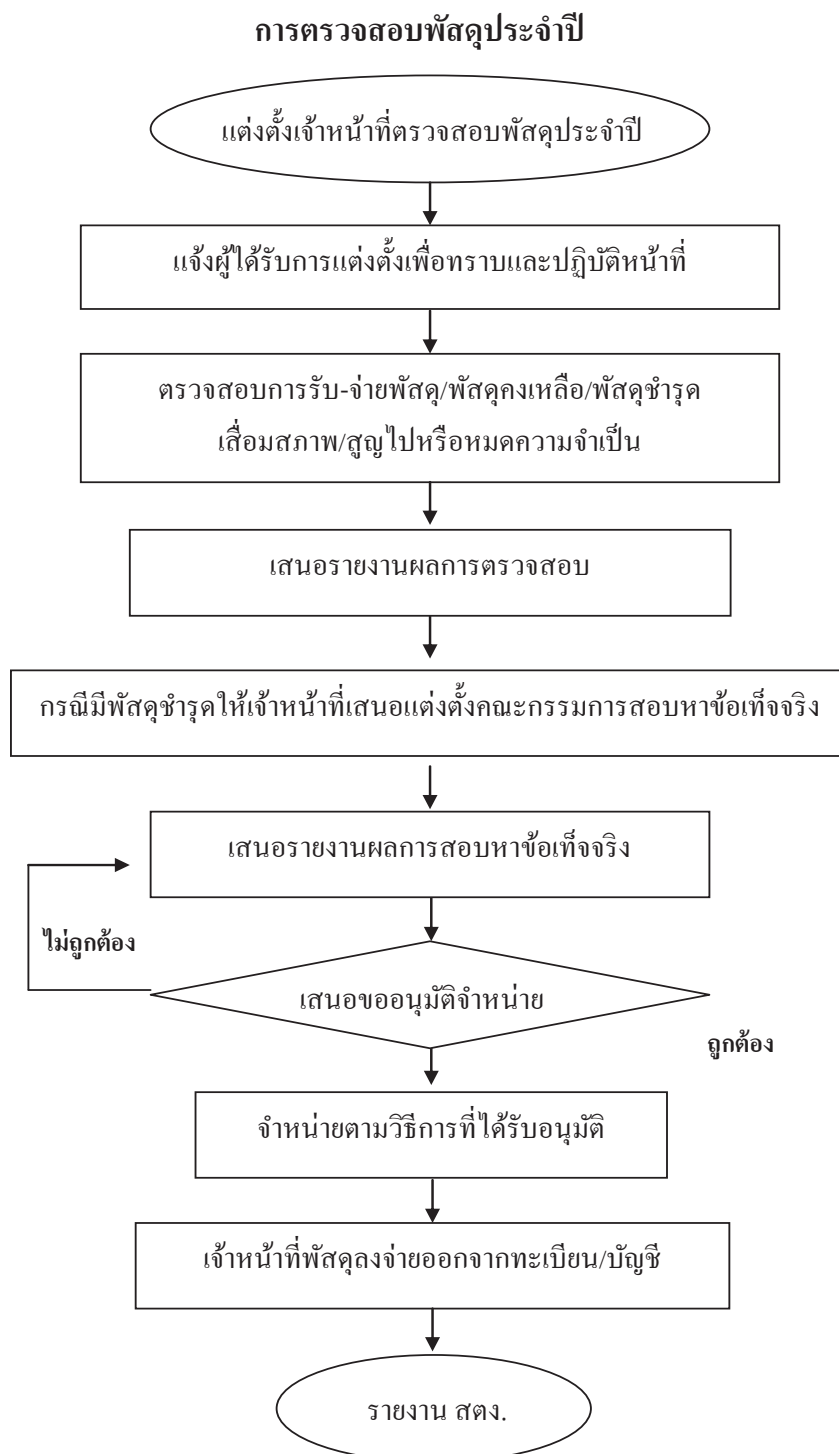 การตรวจสอบพัสดุประจำปี
แต่งตั้งเจ้าหน้าที่ตรวจสอบพัสดุประจำปี
แจ้งผู้ได้รับการแต่งตั้งเพื่อทราบและปฏิบัติหน้าที่
ตรวจสอบการรับ-จ่ายพัสดุ/พัสดุคงเหลือ/พัสดุชำรุด
เสื่อมสภาพ/สูญไปหรือหมดความจำเป็น
เสนอรายงานผลการตรวจสอบ
กรณีมีพัสดุชำรุดให้เจ้าหน้าที่เสนอแต่งตั้งคณะกรรมการสอบหาข้อเท็จจริง
เสนอรายงานผลการสอบหาข้อเท็จจริง
ไม่ถูกต้อง
เสนอขออนุมัติจำหน่าย
ถูกต้อง
จำหน่ายตามวิธีการที่ได้รับอนุมัติ
เจ้าหน้าที่พัสดุลงจ่ายออกจากทะเบียน/บัญชี
รายงาน สตง.